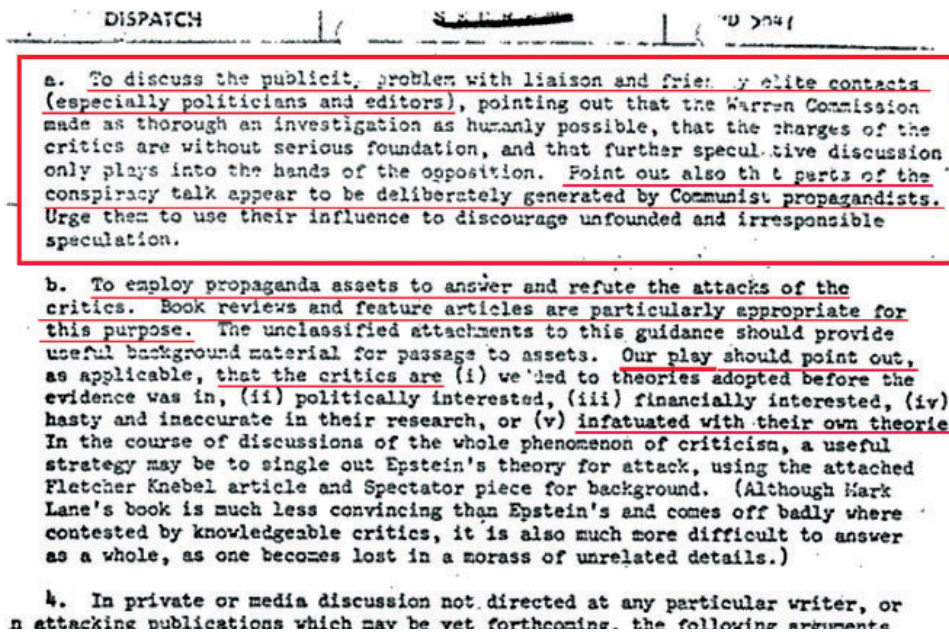 DISPATCH
a. To discuss the publicit problem with liaison and elite contacts
(especially politicians and editors), pointing out that the Warren Commission
made as thorough an investigation as humanly possible, that the charges of the
critics are without serious foundation, and that further discussion
only plays into the hands of the opposition. Point out also parts of the
conspiracy talk appear to be deliberately generated by Communist propagandists.
Urge them to use their influence to discourage unfounded and irresponsible
speculation.
b. To employ propaganda assets to answer and refute the attacks of the
critics. Book reviews and feature articles are particularly appropriate for
this purpose. The unclassified attachments to this guidance should provide
useful background material for passage to assets. Our play should point out,
as applicable, that the critics are (i) to theories adopted before the
evidence was in, (ii) politically interested, (iii) financially interested, (iv)
hasty and inaccurate in their research, or (v) infatuated with their own theorie
In the course of discussions of the whole phenomenon of criticism, a useful
strategy may be to single out Epstein's theory for attack, using the attached
Fletcher Knebel article and Spectator piece for background. (Although Mark
Lane's book is much less convincing than Epstein's and comes off badly where
contested by knowledgeable critics, it is also much more difficult to answer
as a whole, as one becomes lost in a morass of unrelated details.)
4. In private or media discussion not directed at any particular writer, or
n attacking publications which may be yet forthcoming, the following arguments